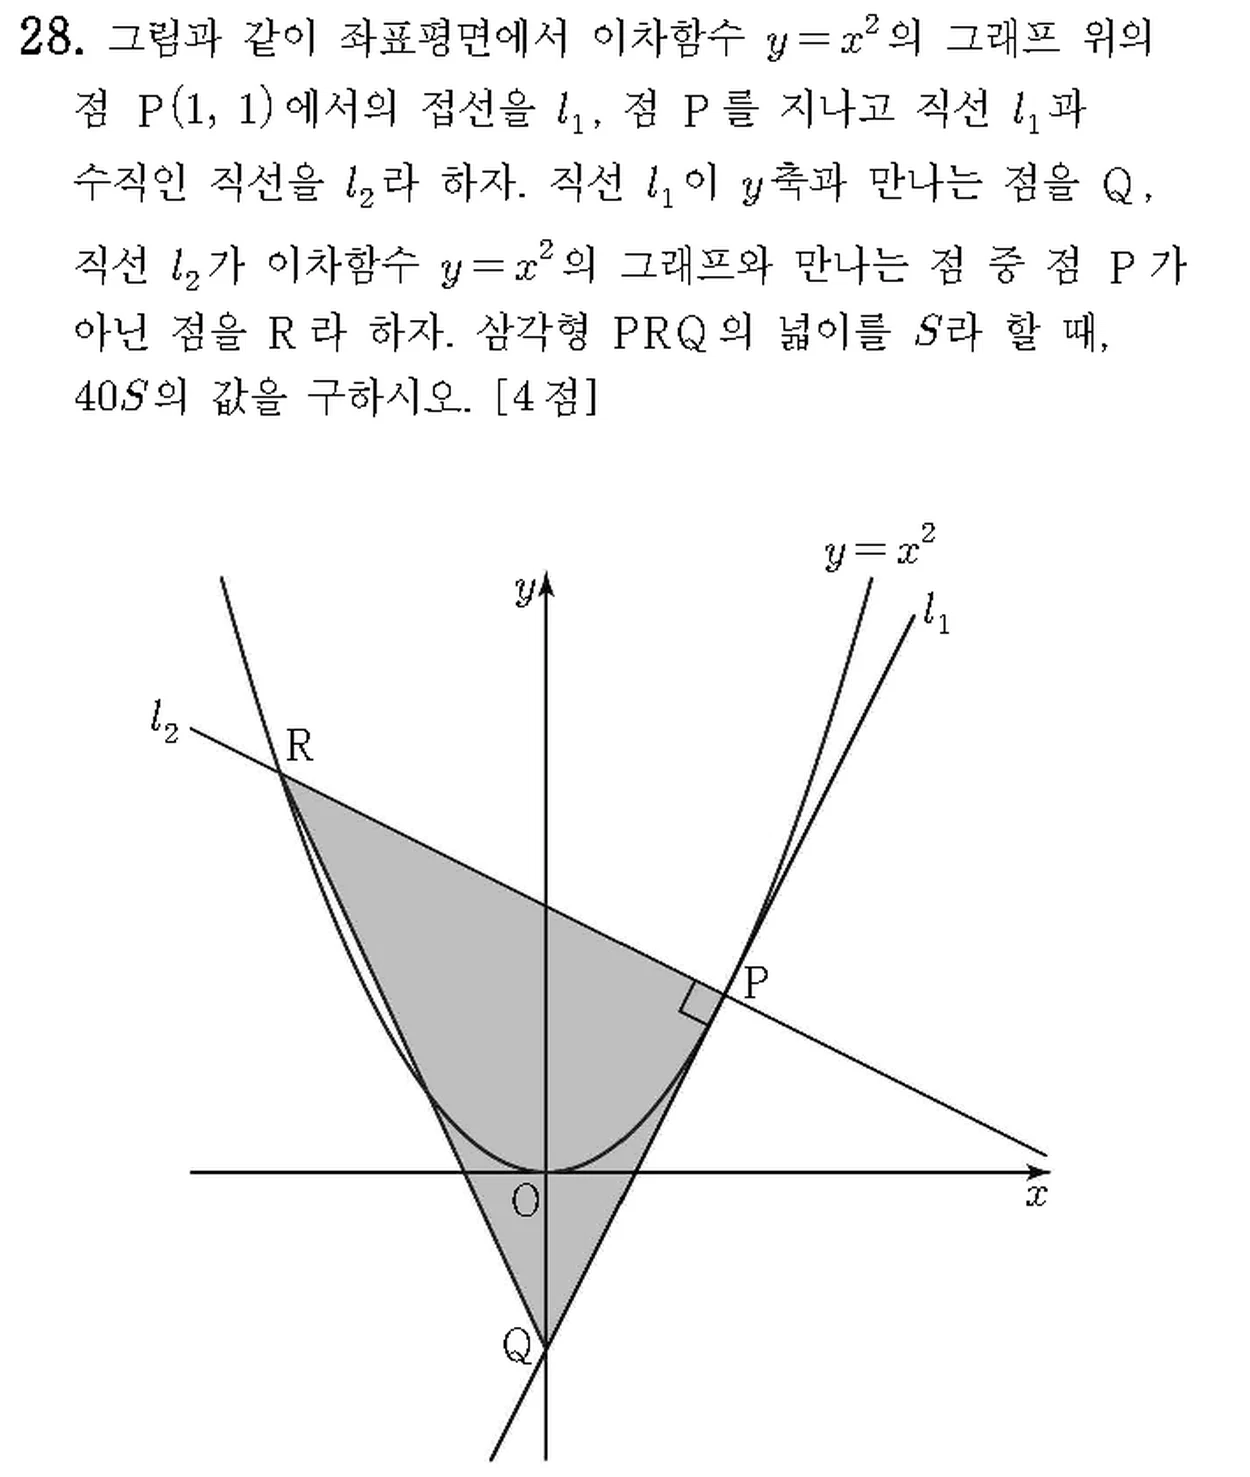 28. 그림과 같이 좌표평면에서 이차함수 y=x²의 그래프 위의
점 P(1, 1)에서의 접선을 l₁, 점 P를 지나고 직선 l₁과
수직인 직선을 l₂라 하자. 직선 l₁이 y축과 만나는 점을 Q,
직선 l₂가 이차함수 y=x²의 그래프와 만나는 점 중 점 P가
아닌 점을 R라 하자. 삼각형 PRQ의 넓이를 S라 할 때,
40S의 값을 구하시오. [4점]
y=x²
y
l₁
l₂
R
P
O
x
Q